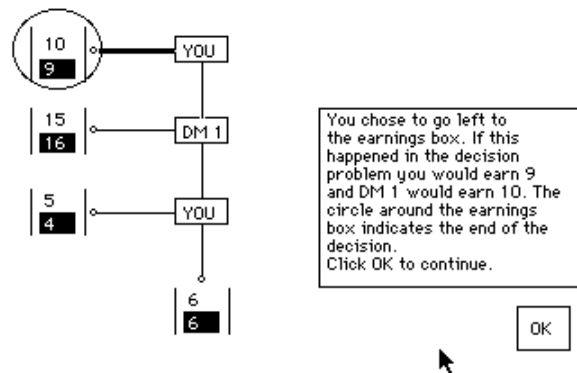 10
9
YOU
15
16
DM 1
5
4
YOU
6
6
You chose to go left to
the earnings box. If this
happened in the decision
problem you would earn 9
and DM 1 would earn 10. The
circle around the earnings
box indicates the end of the
decision.
Click OK to continue.
OK